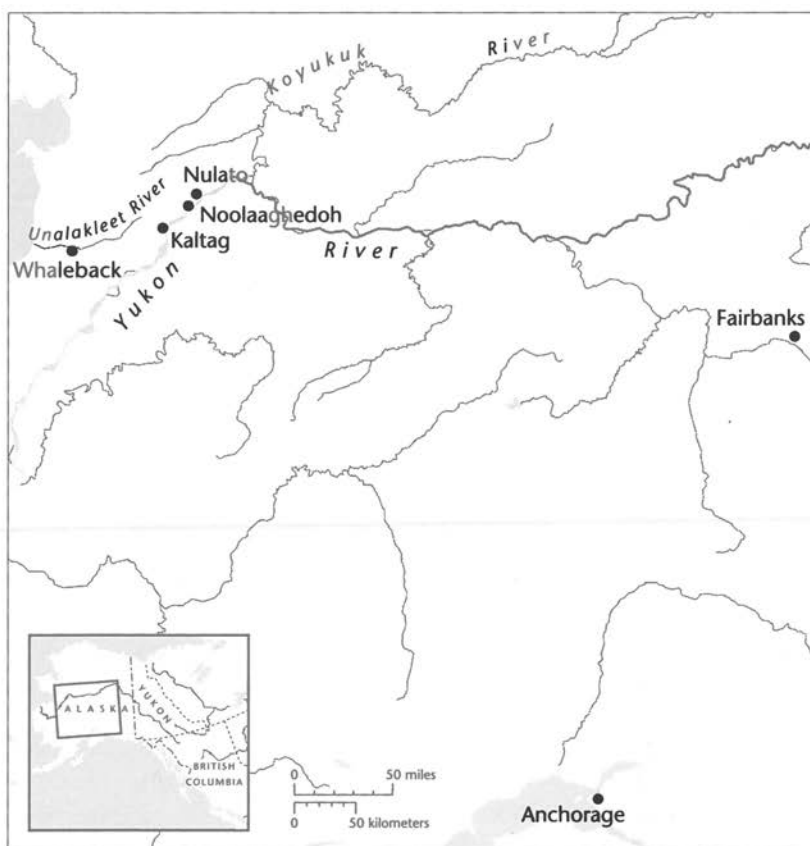 River
Koyukuk
Nulato
Unalakleet River
Noolaaghedoh
Kaltag
River
Whaleback
Yukon
Fairbanks
YUKON
ALASKA
BRITISH
COLUMBIA
0 50 miles
0 50 kilometers
Anchorage